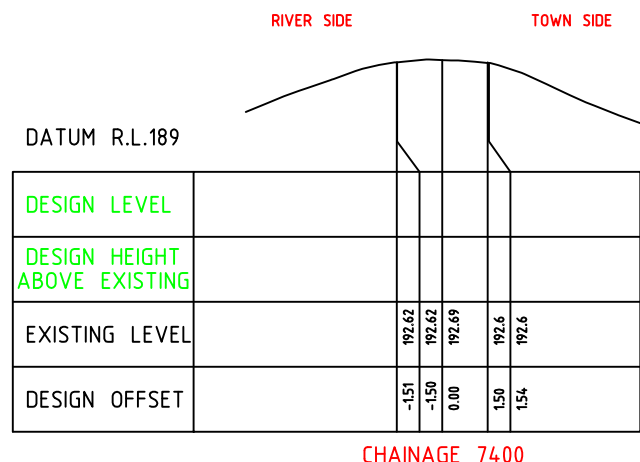 RIVER SIDE TOWN SIDE
DATUM R.L.189
DESIGN LEVEL
DESIGN HEIGHT
ABOVE EXISTING
EXISTING LEVEL 192.62 192.62 192.69 192.6 192.6
DESIGN OFFSET -1.51 -1.50 0.00 1.50 1.54
CHAINAGE 7400